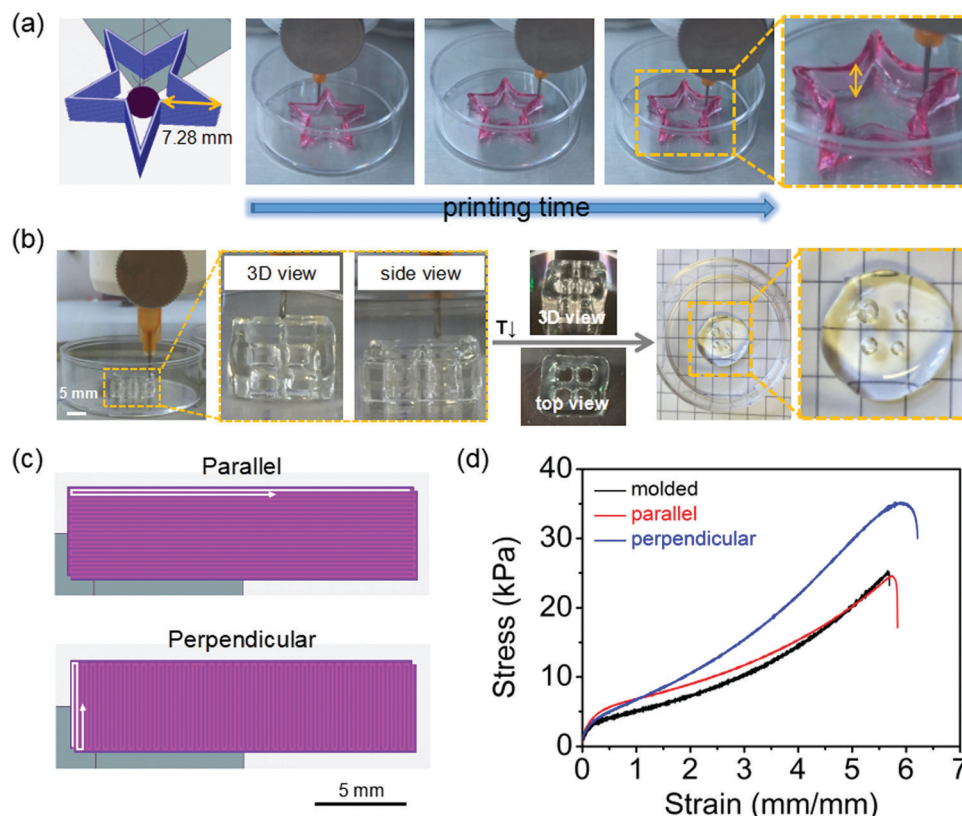 (a)
7.28 mm
printing time
(b)
3D view
side view
5 mm
T↓
3D view
top view
(c)
Parallel
Perpendicular
5 mm
(d)
Stress (kPa)
40
30
20
10
0
molded
parallel
perpendicular
0 1 2 3 4 5 6 7
Strain (mm/mm)